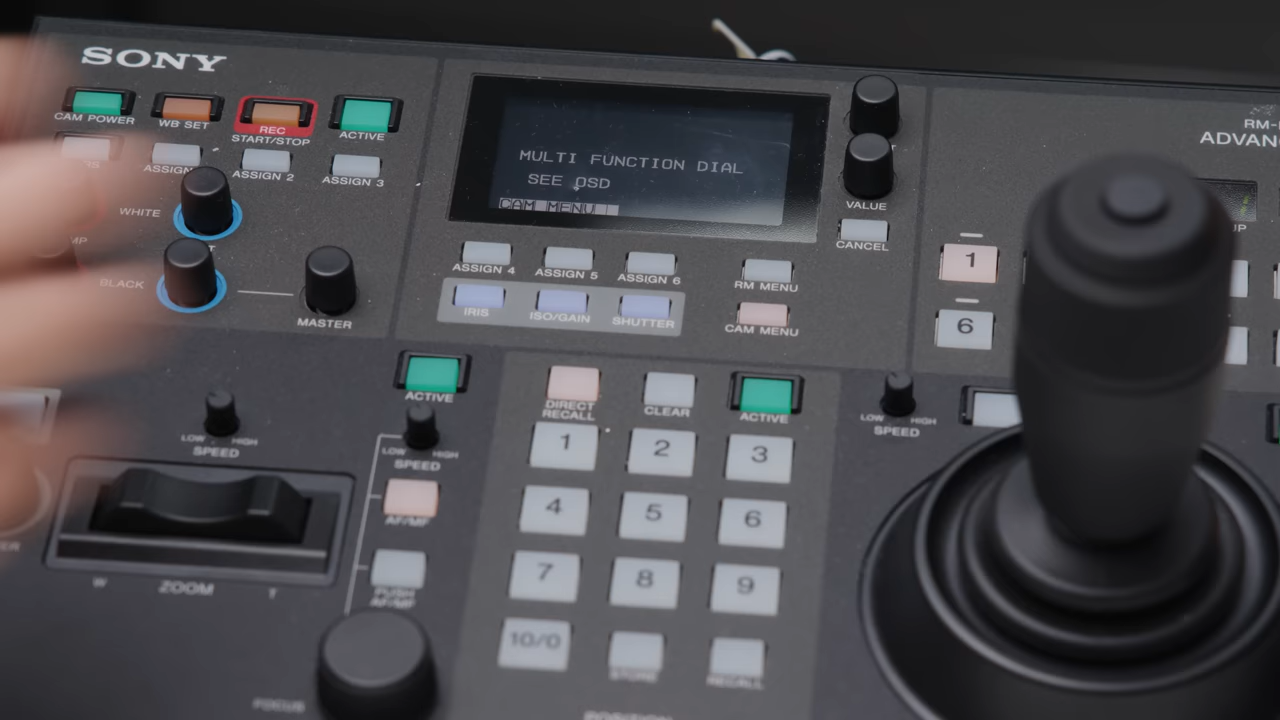 SONY
CAM POWER
WB SET
REC
START/STOP
ACTIVE
ASSIGN 2
ASSIGN 3
WHITE
BLACK
MASTER
MULTI FUNCTION DIAL
SEE OSD
CAM MENU
VALUE
CANCEL
ASSIGN 4
ASSIGN 5
ASSIGN 6
RM MENU
IRIS
ISO/GAIN
SHUTTER
CAM MENU
1
6
ACTIVE
LOW HIGH
SPEED
LOW HIGH
SPEED
AF/MF
PUSH
AF/MF
W ZOOM T
FOCUS
DIRECT
RECALL
CLEAR
ACTIVE
1 2 3
4 5 6
7 8 9
10/0
STORE
RECALL
LOW HIGH
SPEED